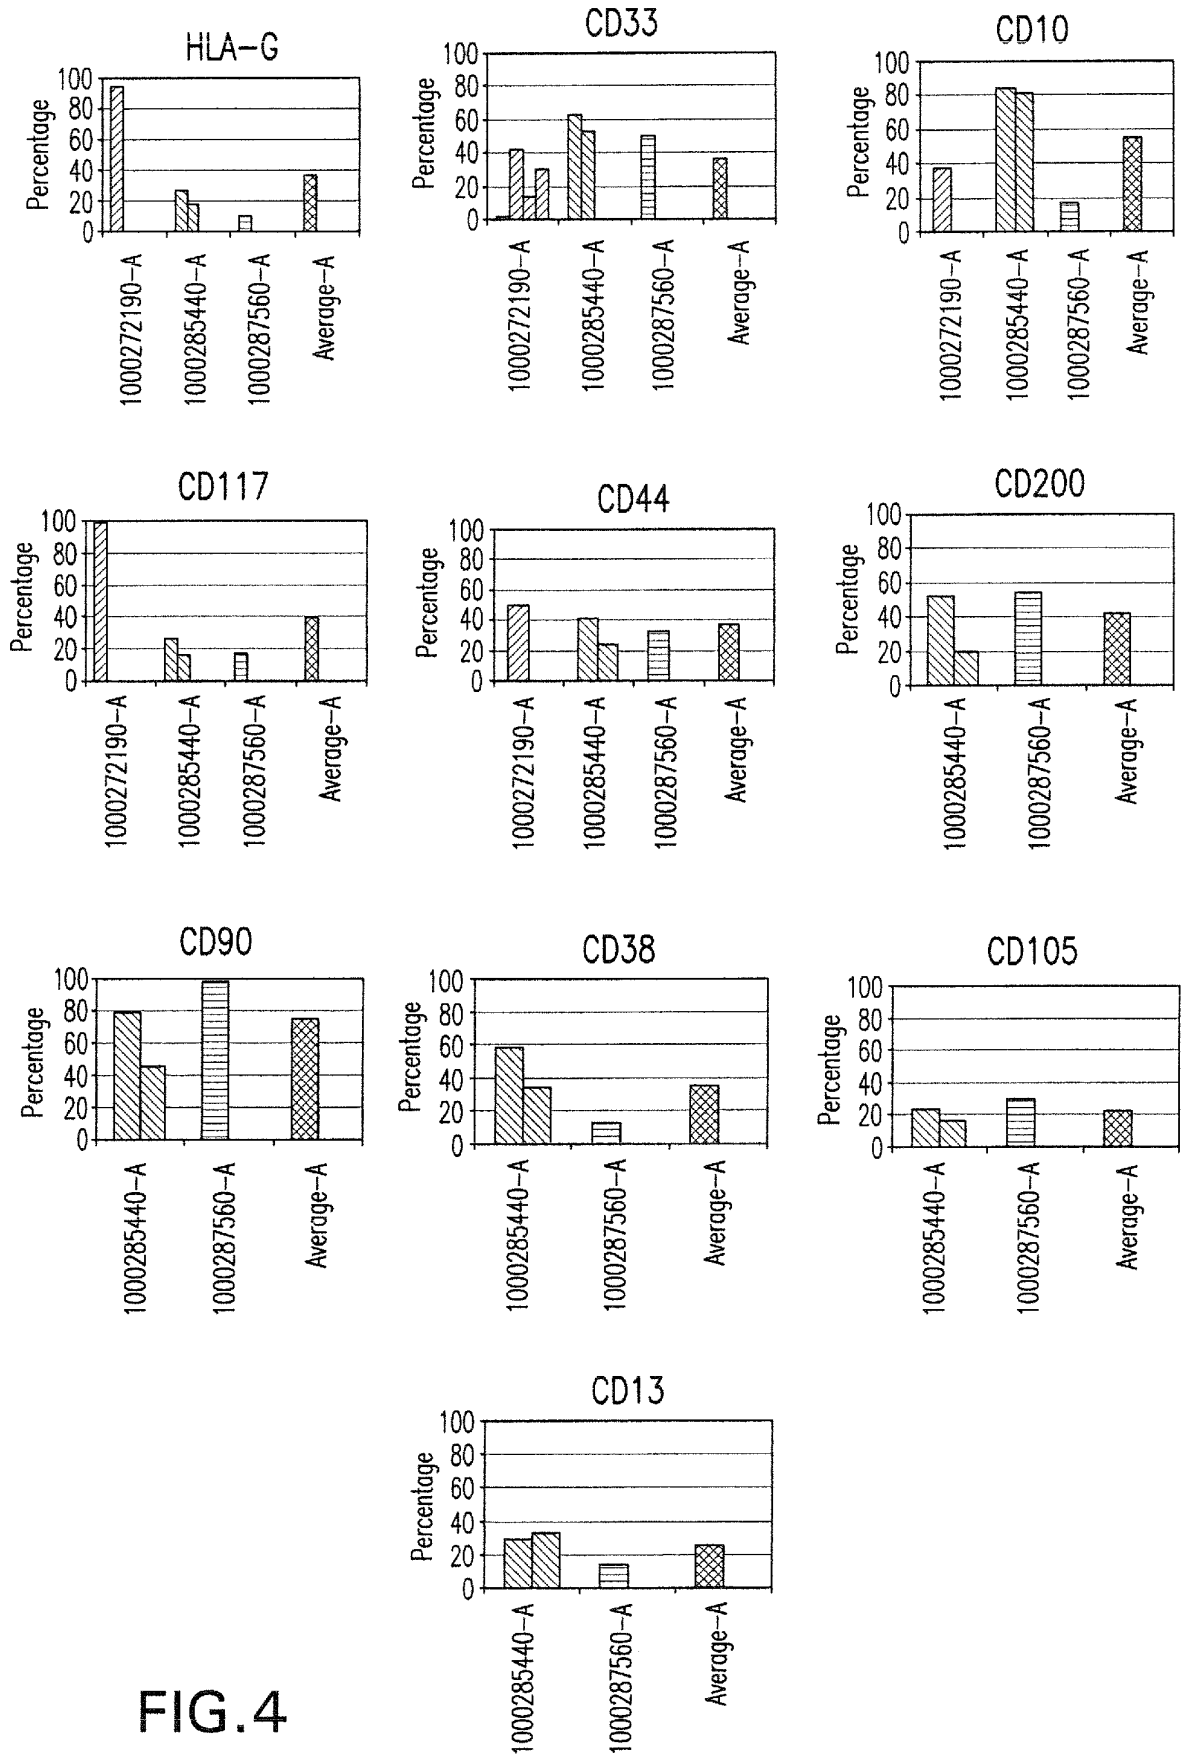 HLA-G
Percentage
100
80
60
40
20
0
1000272190-A
1000285440-A
1000287560-A
Average-A
CD33
Percentage
100
80
60
40
20
0
1000272190-A
1000285440-A
1000287560-A
Average-A
CD10
Percentage
100
80
60
40
20
0
1000272190-A
1000285440-A
1000287560-A
Average-A
CD117
Percentage
100
80
60
40
20
0
1000272190-A
1000285440-A
1000287560-A
Average-A
CD44
Percentage
100
80
60
40
20
0
1000272190-A
1000285440-A
1000287560-A
Average-A
CD200
Percentage
100
80
60
40
20
0
1000285440-A
1000287560-A
Average-A
CD90
Percentage
100
80
60
40
20
0
1000285440-A
1000287560-A
Average-A
CD38
Percentage
100
80
60
40
20
0
1000285440-A
1000287560-A
Average-A
CD105
Percentage
100
80
60
40
20
0
1000285440-A
1000287560-A
Average-A
CD13
Percentage
100
80
60
40
20
0
1000285440-A
1000287560-A
Average-A
FIG.4